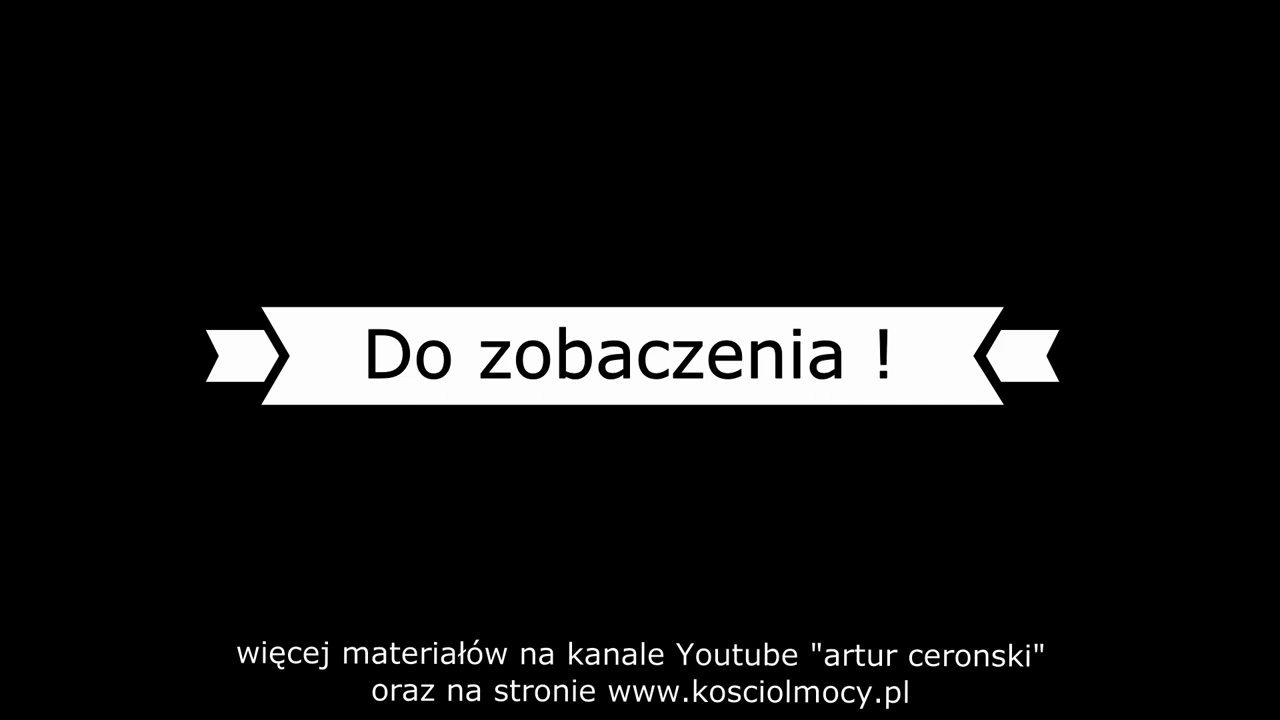 Do zobaczenia !
więcej materiałów na kanale Youtube "artur ceronski"
oraz na stronie www.kosciolmocy.pl